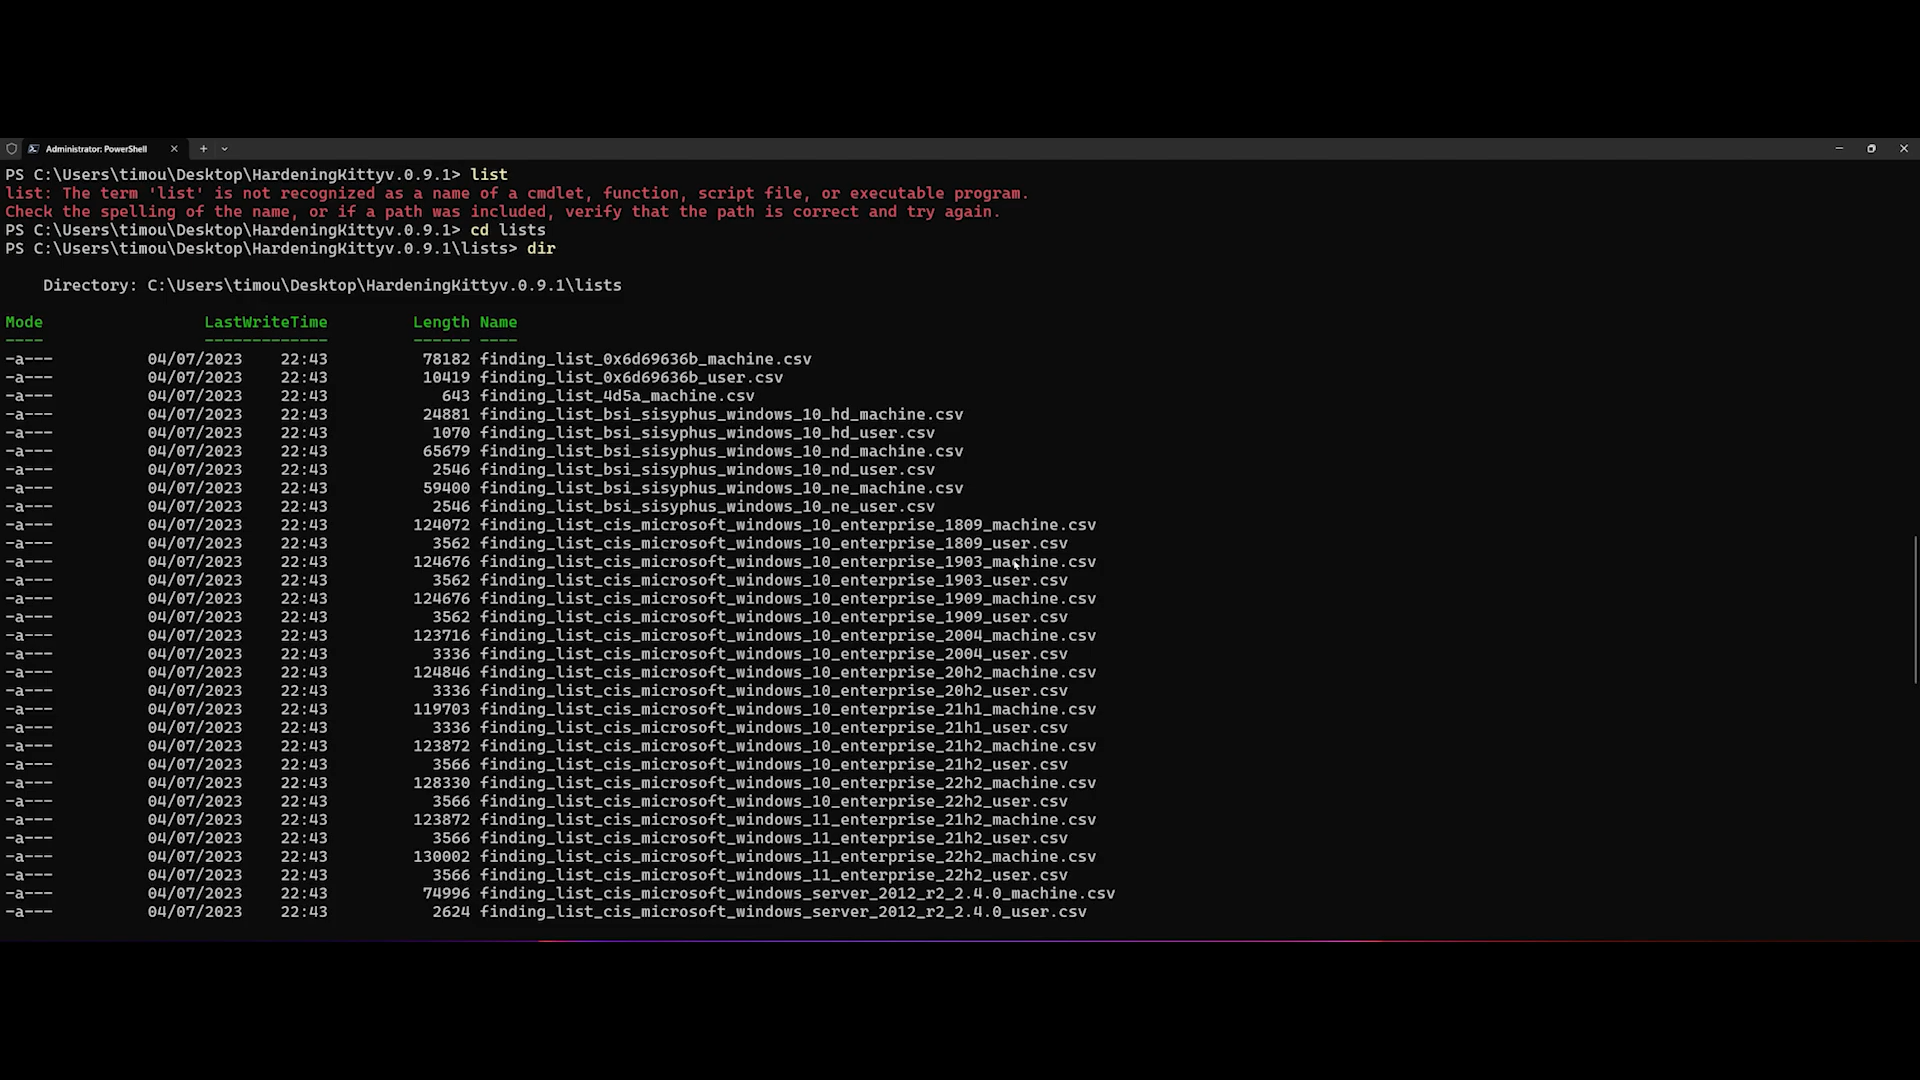 Administrator: PowerShell
PS C:\Users\timou\Desktop\HardeningKittyv.0.9.1> list
list: The term 'list' is not recognized as a name of a cmdlet, function, script file, or executable program.
Check the spelling of the name, or if a path was included, verify that the path is correct and try again.
PS C:\Users\timou\Desktop\HardeningKittyv.0.9.1> cd lists
PS C:\Users\timou\Desktop\HardeningKittyv.0.9.1\lists> dir
Directory: C:\Users\timou\Desktop\HardeningKittyv.0.9.1\lists
Mode LastWriteTime Length Name
---- ------------- ------ ----
-a--- 04/07/2023 22:43 78182 finding_list_0x6d69636b_machine.csv
-a--- 04/07/2023 22:43 10419 finding_list_0x6d69636b_user.csv
-a--- 04/07/2023 22:43 643 finding_list_4d5a_machine.csv
-a--- 04/07/2023 22:43 24881 finding_list_bsi_sisyphus_windows_10_hd_machine.csv
-a--- 04/07/2023 22:43 1070 finding_list_bsi_sisyphus_windows_10_hd_user.csv
-a--- 04/07/2023 22:43 65679 finding_list_bsi_sisyphus_windows_10_nd_machine.csv
-a--- 04/07/2023 22:43 2546 finding_list_bsi_sisyphus_windows_10_nd_user.csv
-a--- 04/07/2023 22:43 59400 finding_list_bsi_sisyphus_windows_10_ne_machine.csv
-a--- 04/07/2023 22:43 2546 finding_list_bsi_sisyphus_windows_10_ne_user.csv
-a--- 04/07/2023 22:43 124072 finding_list_cis_microsoft_windows_10_enterprise_1809_machine.csv
-a--- 04/07/2023 22:43 3562 finding_list_cis_microsoft_windows_10_enterprise_1809_user.csv
-a--- 04/07/2023 22:43 124676 finding_list_cis_microsoft_windows_10_enterprise_1903_machine.csv
-a--- 04/07/2023 22:43 3562 finding_list_cis_microsoft_windows_10_enterprise_1903_user.csv
-a--- 04/07/2023 22:43 124676 finding_list_cis_microsoft_windows_10_enterprise_1909_machine.csv
-a--- 04/07/2023 22:43 3562 finding_list_cis_microsoft_windows_10_enterprise_1909_user.csv
-a--- 04/07/2023 22:43 123716 finding_list_cis_microsoft_windows_10_enterprise_2004_machine.csv
-a--- 04/07/2023 22:43 3336 finding_list_cis_microsoft_windows_10_enterprise_2004_user.csv
-a--- 04/07/2023 22:43 124846 finding_list_cis_microsoft_windows_10_enterprise_20h2_machine.csv
-a--- 04/07/2023 22:43 3336 finding_list_cis_microsoft_windows_10_enterprise_20h2_user.csv
-a--- 04/07/2023 22:43 119703 finding_list_cis_microsoft_windows_10_enterprise_21h1_machine.csv
-a--- 04/07/2023 22:43 3336 finding_list_cis_microsoft_windows_10_enterprise_21h1_user.csv
-a--- 04/07/2023 22:43 123872 finding_list_cis_microsoft_windows_10_enterprise_21h2_machine.csv
-a--- 04/07/2023 22:43 3566 finding_list_cis_microsoft_windows_10_enterprise_21h2_user.csv
-a--- 04/07/2023 22:43 128330 finding_list_cis_microsoft_windows_10_enterprise_22h2_machine.csv
-a--- 04/07/2023 22:43 3566 finding_list_cis_microsoft_windows_10_enterprise_22h2_user.csv
-a--- 04/07/2023 22:43 123872 finding_list_cis_microsoft_windows_11_enterprise_21h2_machine.csv
-a--- 04/07/2023 22:43 3566 finding_list_cis_microsoft_windows_11_enterprise_21h2_user.csv
-a--- 04/07/2023 22:43 130002 finding_list_cis_microsoft_windows_11_enterprise_22h2_machine.csv
-a--- 04/07/2023 22:43 3566 finding_list_cis_microsoft_windows_11_enterprise_22h2_user.csv
-a--- 04/07/2023 22:43 74996 finding_list_cis_microsoft_windows_server_2012_r2_2.4.0_machine.csv
-a--- 04/07/2023 22:43 2624 finding_list_cis_microsoft_windows_server_2012_r2_2.4.0_user.csv